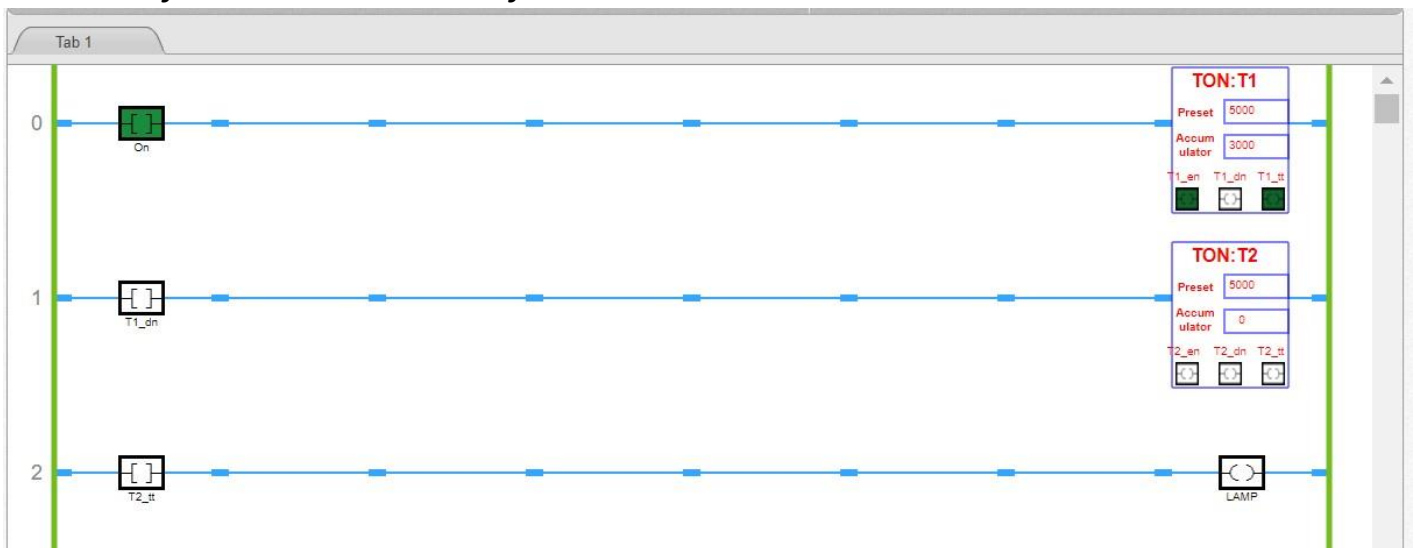 Tab 1
TON:T1
0
Preset 5000
On
Accum
ulator 3000
T1_en T1_dn T1_tt
TON:T2
1
Preset 5000
T1_dn
Accum
ulator 0
T2_en T2_dn T2_tt
2
T2_tt
LAMP